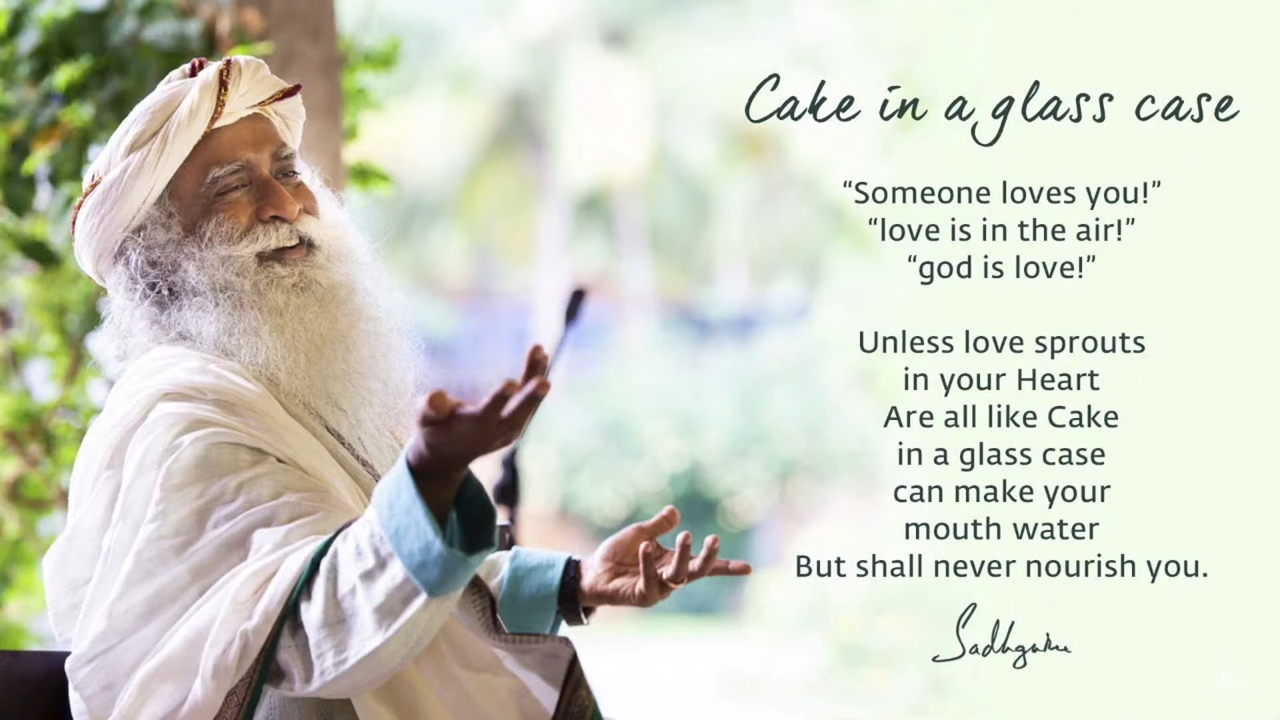 Cake in a glass case
“Someone loves you!”
“love is in the air!”
“god is love!”
Unless love sprouts
in your Heart
Are all like Cake
in a glass case
can make your
mouth water
But shall never nourish you.
Sadhguru